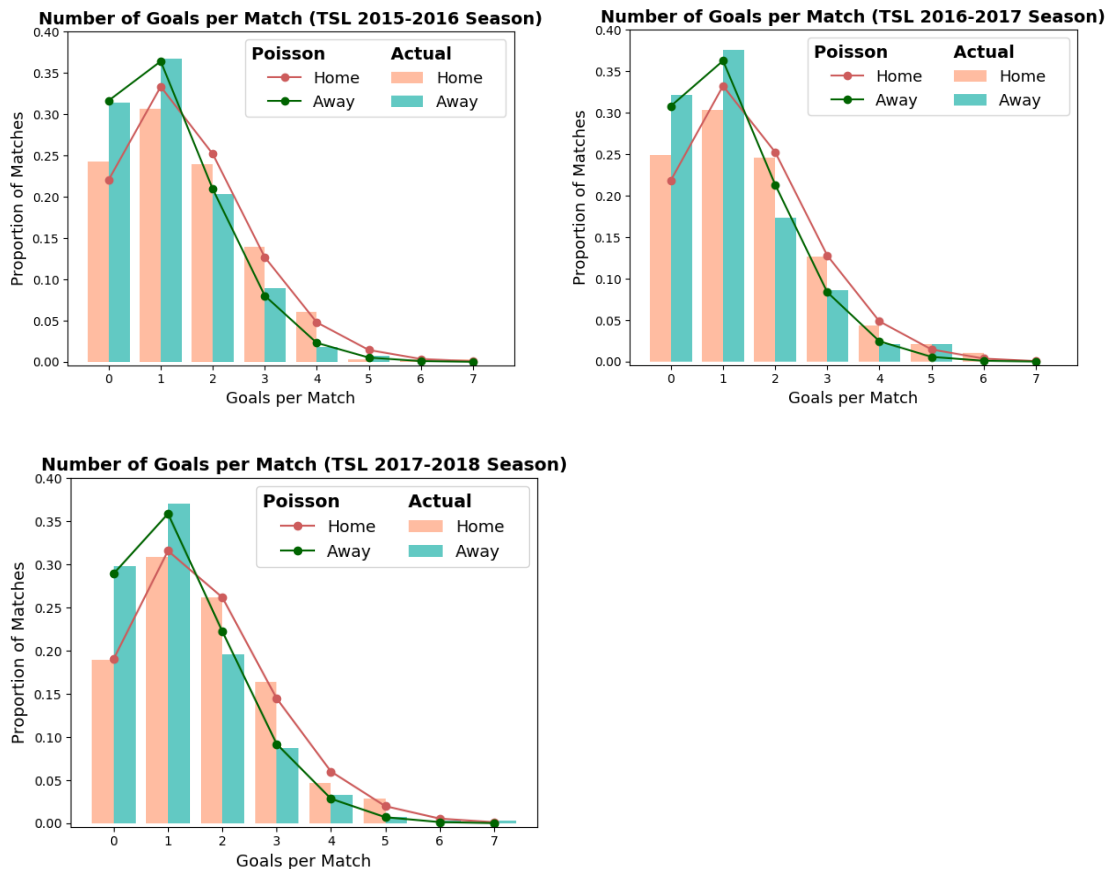 Number of Goals per Match (TSL 2015-2016 Season)
Poisson Actual
Home Home
Away Away
0.40
0.35
0.30
0.25
0.20
0.15
0.10
0.05
0.00
Proportion of Matches
0 1 2 3 4 5 6 7
Goals per Match
Number of Goals per Match (TSL 2016-2017 Season)
Poisson Actual
Home Home
Away Away
0.40
0.35
0.30
0.25
0.20
0.15
0.10
0.05
0.00
Proportion of Matches
0 1 2 3 4 5 6 7
Goals per Match
Number of Goals per Match (TSL 2017-2018 Season)
Poisson Actual
Home Home
Away Away
0.40
0.35
0.30
0.25
0.20
0.15
0.10
0.05
0.00
Proportion of Matches
0 1 2 3 4 5 6 7
Goals per Match